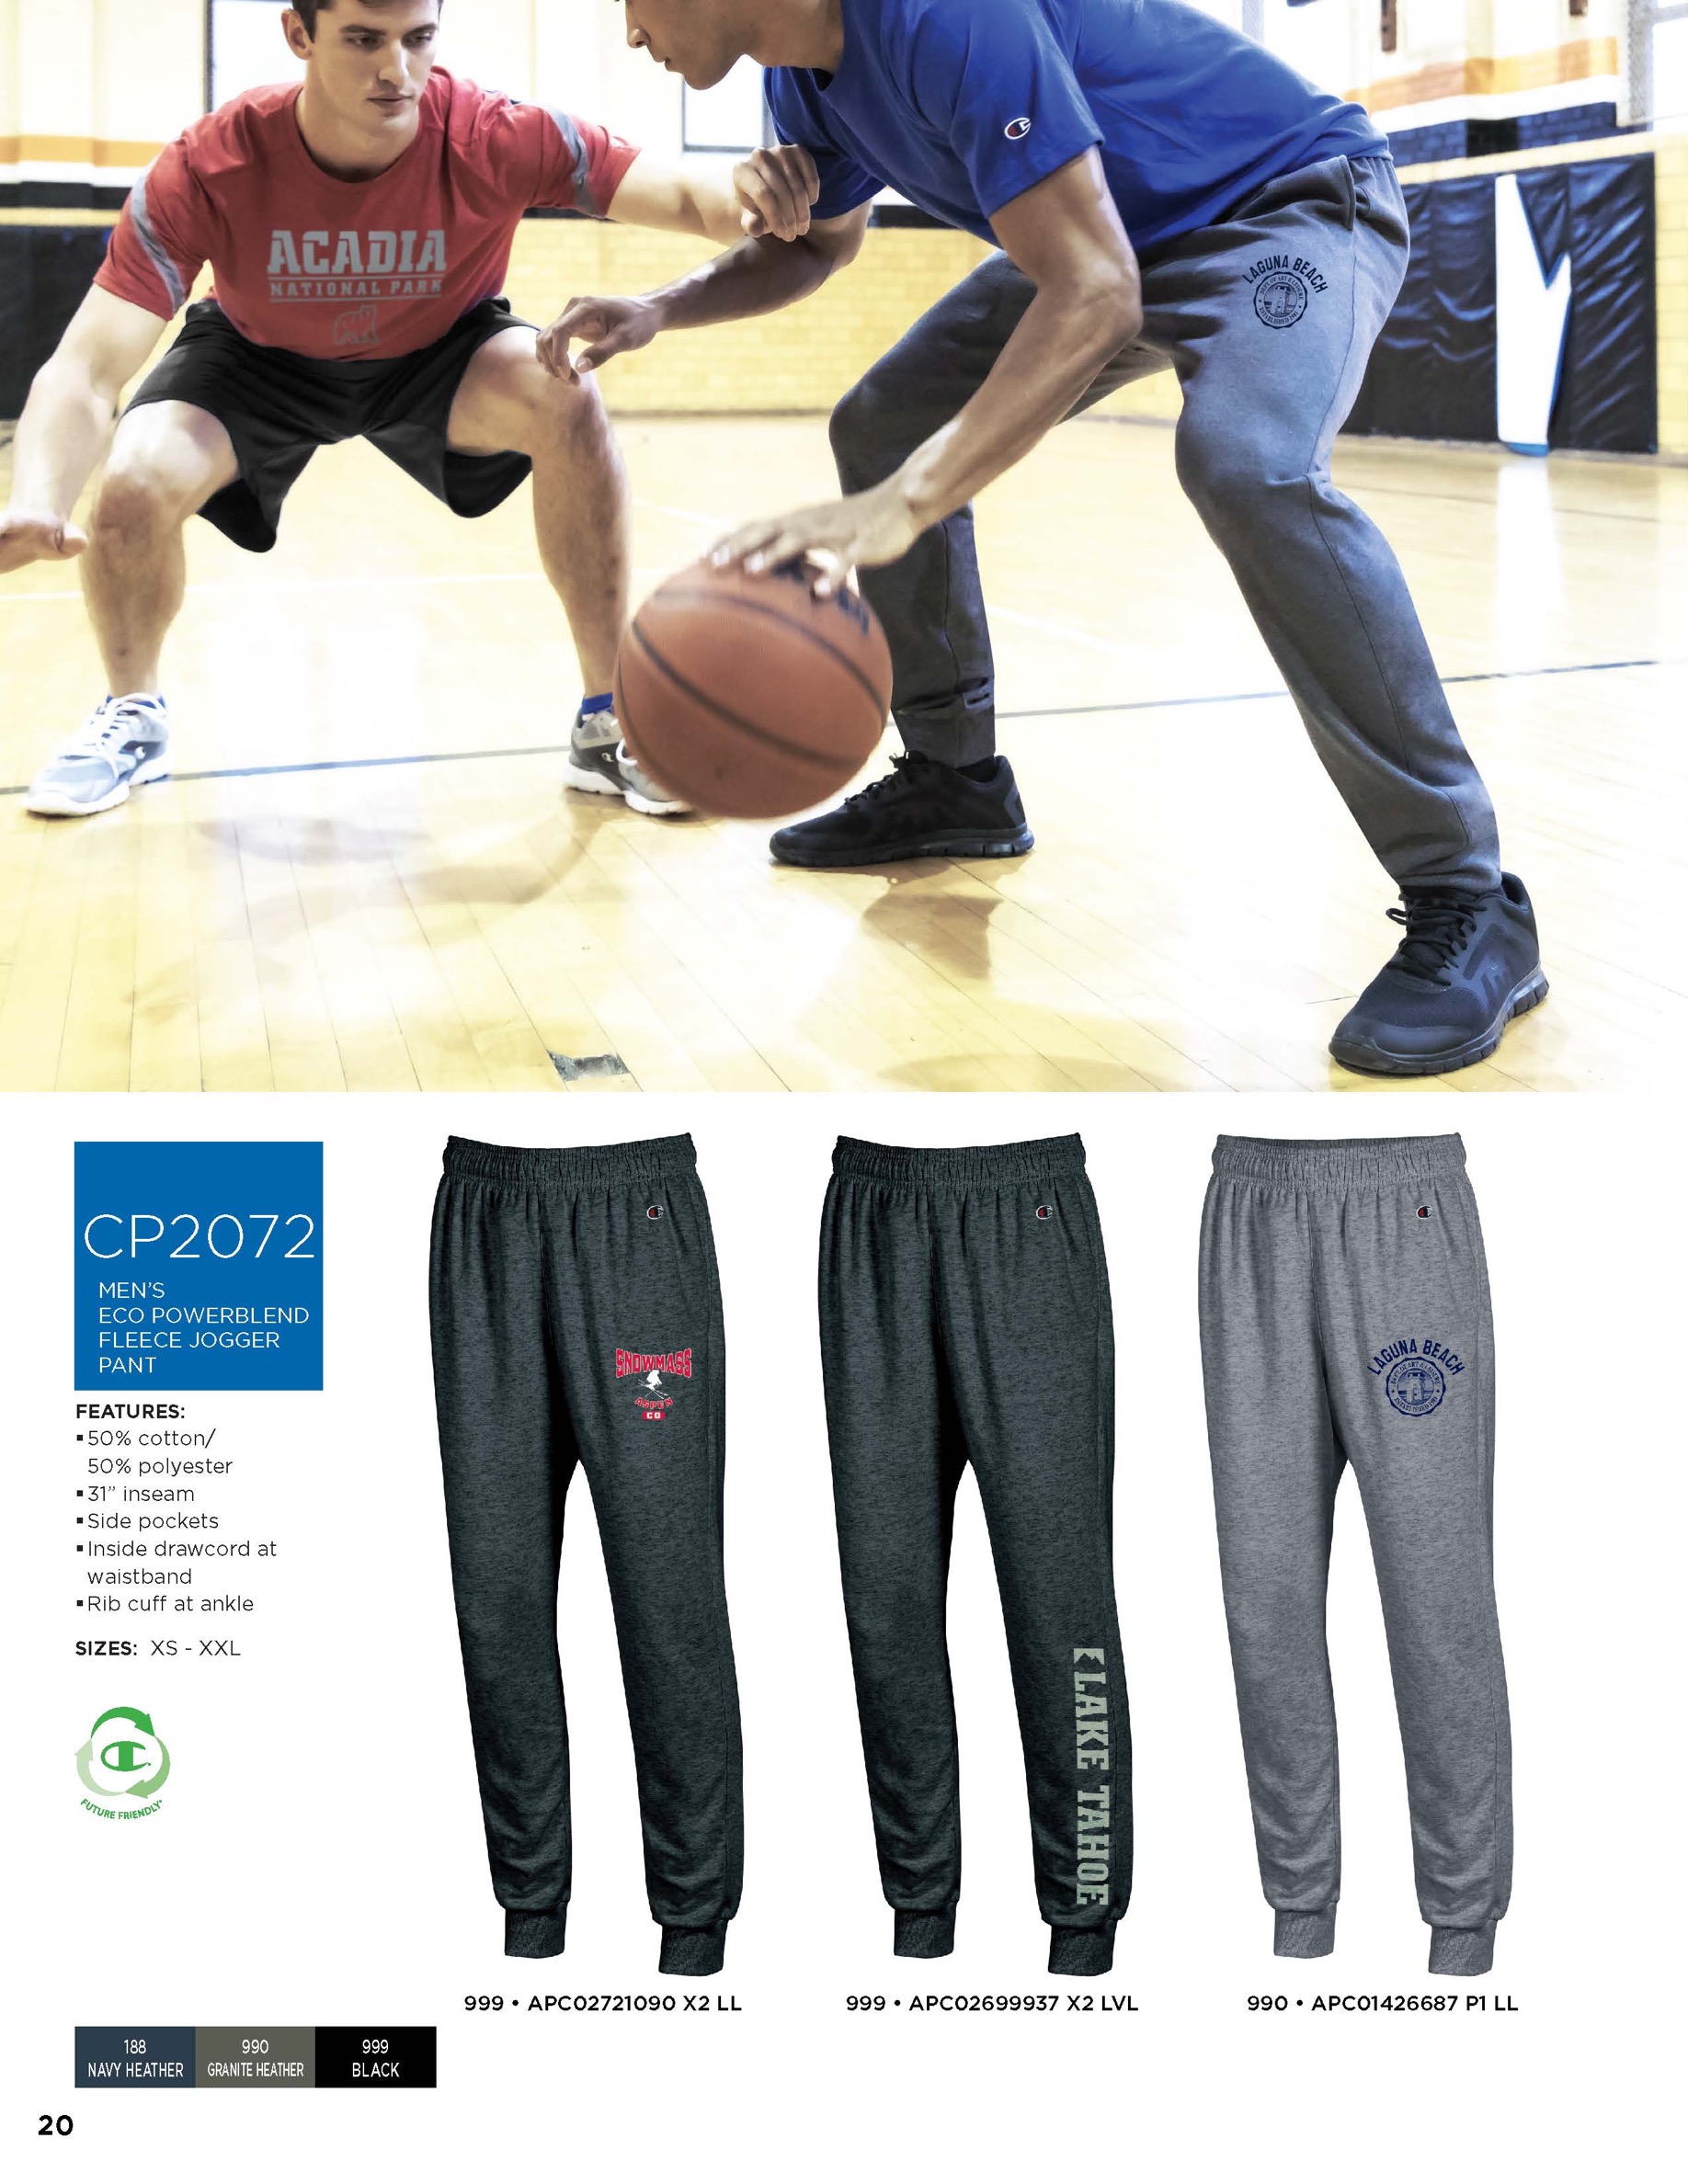 ACADIA
NATIONAL PARK
LAGUNA BEACH
CP2072
MEN'S
ECO POWERBLEND
FLEECE JOGGER
PANT
FEATURES:
▪ 50% cotton/
50% polyester
▪ 31" inseam
▪ Side pockets
▪ Inside drawcord at
waistband
▪ Rib cuff at ankle
SIZES: XS - XXL
FUTURE FRIENDLY
SNOWMASS
ASPEN
CO
LAKE TAHOE
LAGUNA BEACH
999 • APC02721090 X2 LL
999 • APC02699937 X2 LVL
990 • APC01426687 P1 LL
188
NAVY HEATHER
990
GRANITE HEATHER
999
BLACK
20